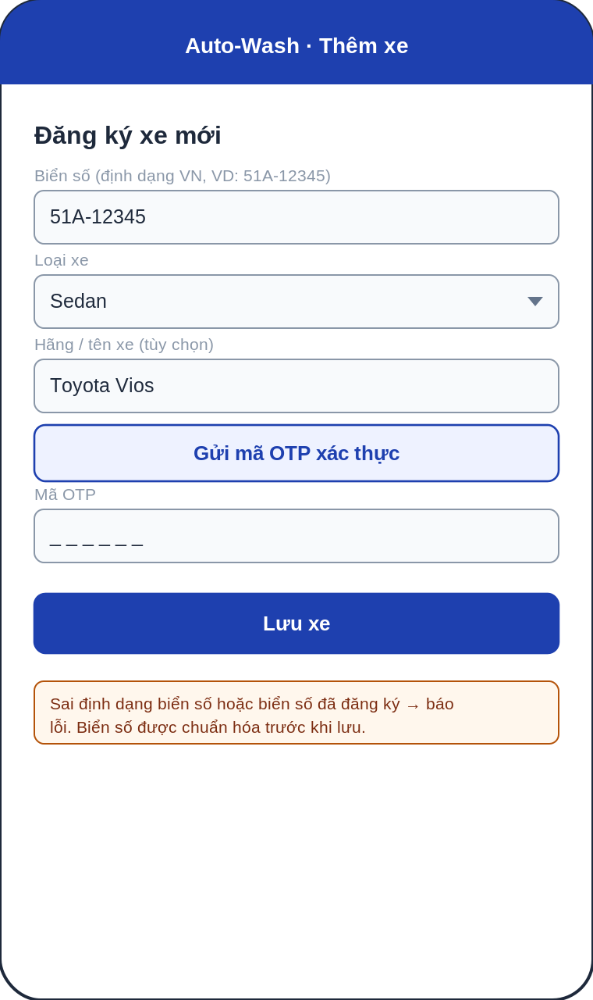 Auto-Wash · Thêm xe
Đăng ký xe mới
Biển số (định dạng VN, VD: 51A-12345)
51A-12345
Loại xe
Sedan
Hãng / tên xe (tùy chọn)
Toyota Vios
Gửi mã OTP xác thực
Mã OTP
_ _ _ _ _ _
Lưu xe
Sai định dạng biển số hoặc biển số đã đăng ký → báo
lỗi. Biển số được chuẩn hóa trước khi lưu.